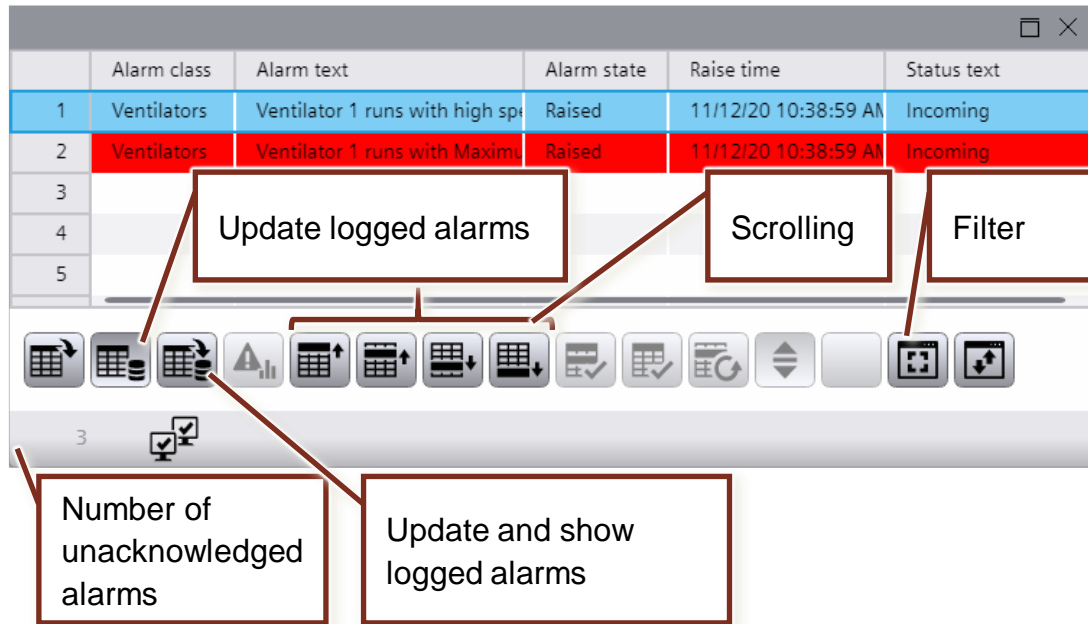 Alarm class Alarm text Alarm state Raise time Status text
1 Ventilators Ventilator 1 runs with high spe Raised 11/12/20 10:38:59 AM Incoming
2 Ventilators Ventilator 1 runs with Maximu Raised 11/12/20 10:38:59 AM Incoming
3
4
5
Update logged alarms
Scrolling
Filter
3
Number of
unacknowledged
alarms
Update and show
logged alarms